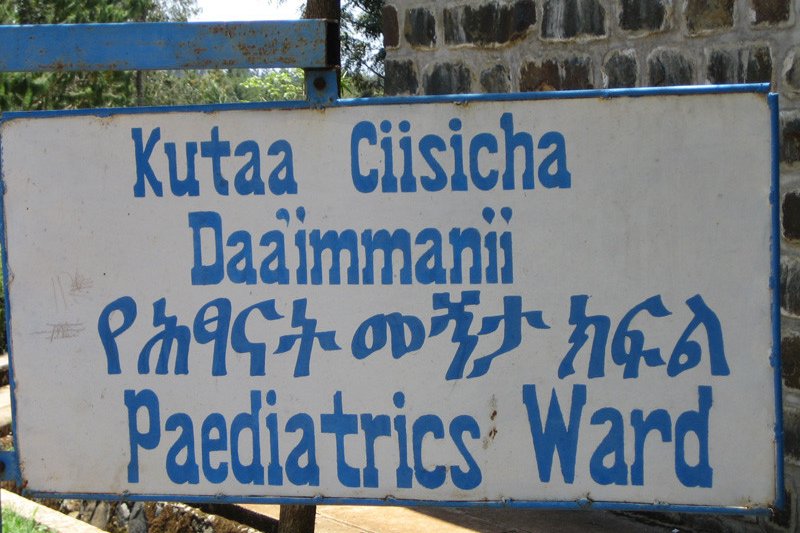 Kutaa Ciisicha
Daa'immanii
የሕፃናት መኝታ ክፍል
Paediatrics Ward